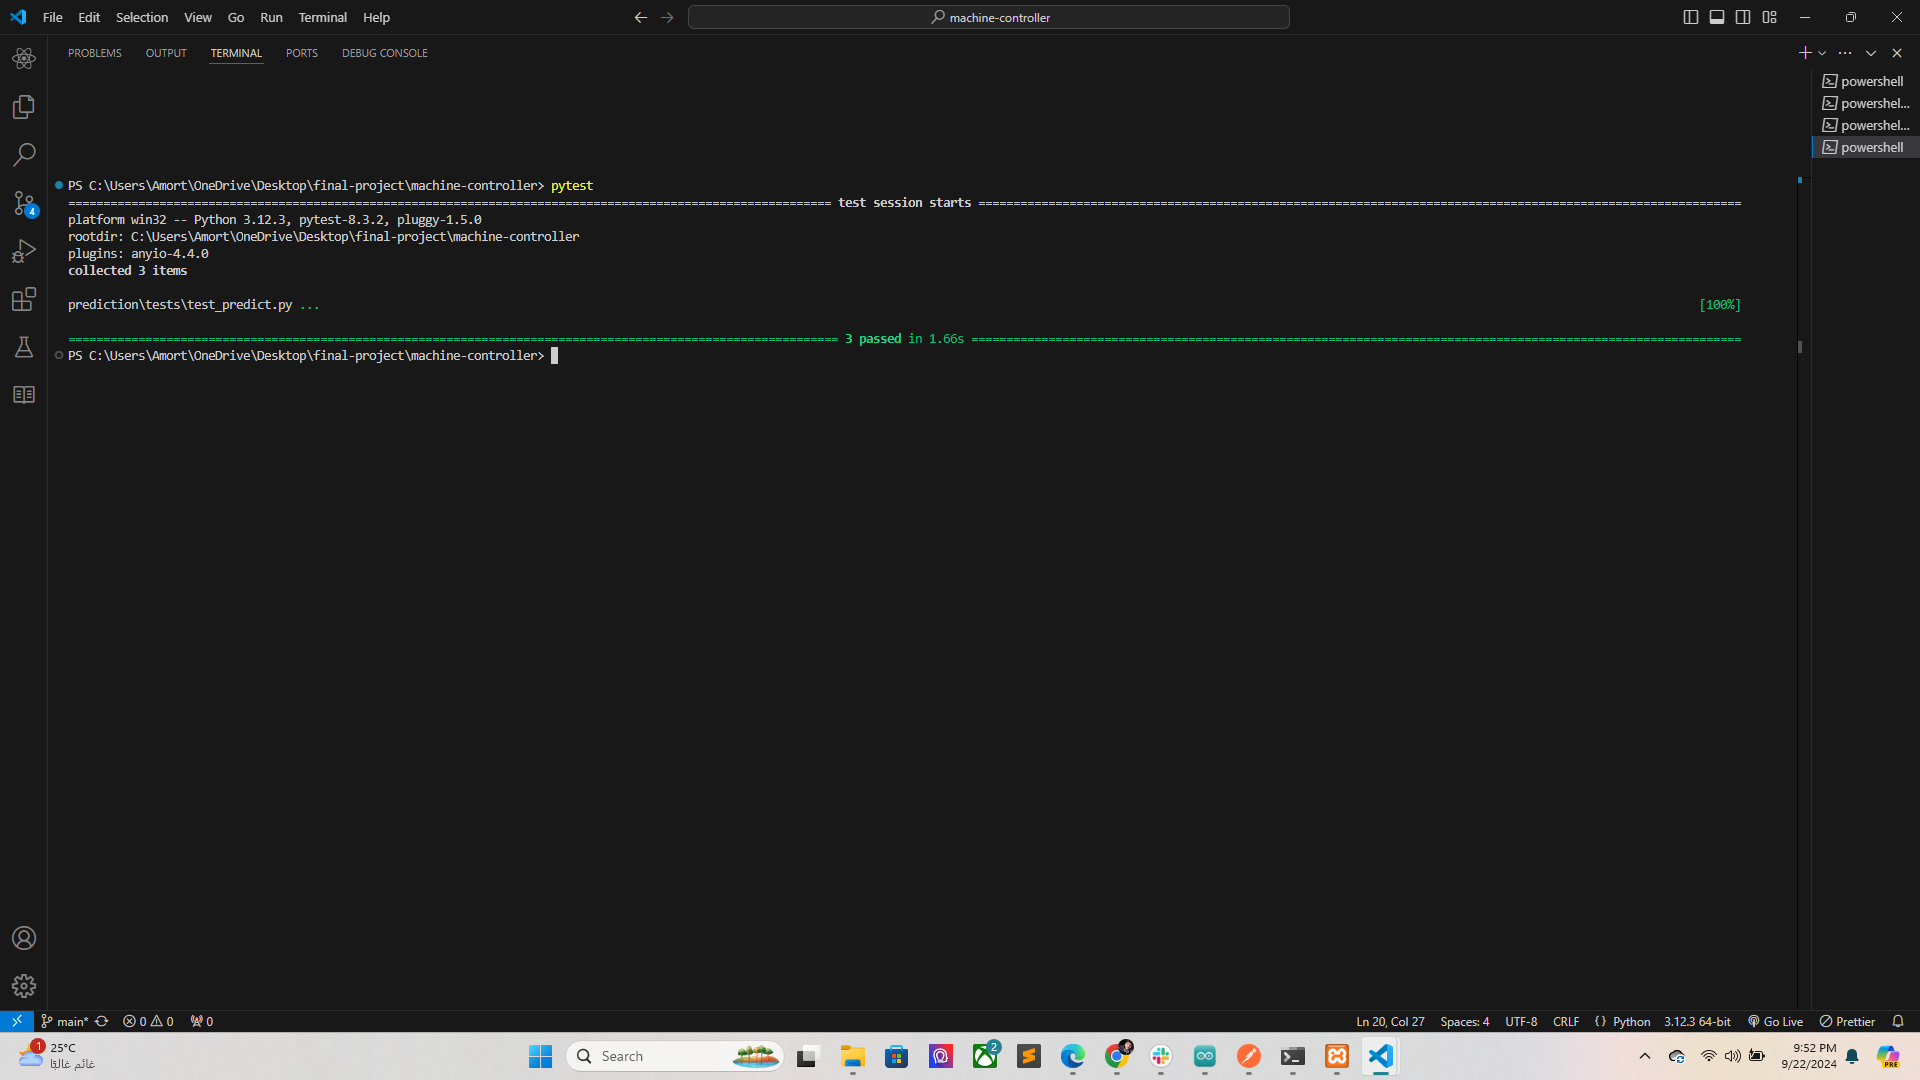 File Edit Selection View Go Run Terminal Help
machine-controller
PROBLEMS OUTPUT TERMINAL PORTS DEBUG CONSOLE
powershell
powershel...
powershel...
powershell
PS C:\Users\Amort\OneDrive\Desktop\final-project\machine-controller> pytest
============ test session starts ============
platform win32 -- Python 3.12.3, pytest-8.3.2, pluggy-1.5.0
rootdir: C:\Users\Amort\OneDrive\Desktop\final-project\machine-controller
plugins: anyio-4.4.0
collected 3 items
prediction\tests\test_predict.py ... [100%]
============ 3 passed in 1.66s ============
PS C:\Users\Amort\OneDrive\Desktop\final-project\machine-controller>
4
main* 0 0 0 Ln 20, Col 27 Spaces: 4 UTF-8 CRLF {} Python 3.12.3 64-bit Go Live Prettier
1 25°C
غائم غالبًا
Search
2
9:52 PM
9/22/2024
PRE